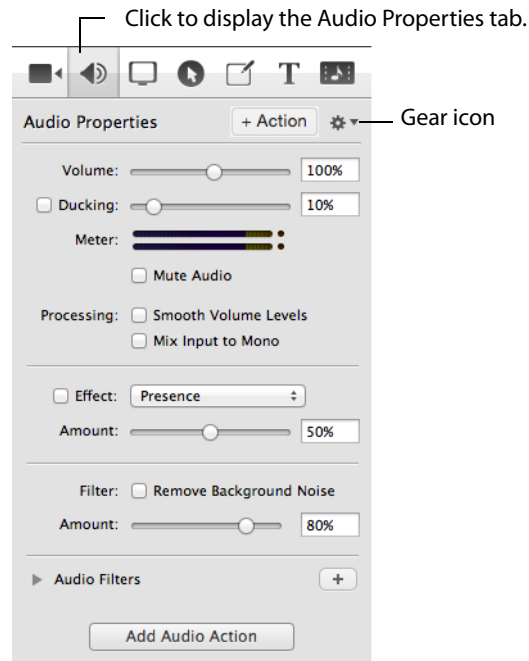 Click to display the Audio Properties tab.
T
Audio Properties + Action
Gear icon
Volume: 100%
Ducking: 10%
Meter:
Mute Audio
Processing: Smooth Volume Levels
Mix Input to Mono
Effect: Presence
Amount: 50%
Filter: Remove Background Noise
Amount: 80%
Audio Filters +
Add Audio Action